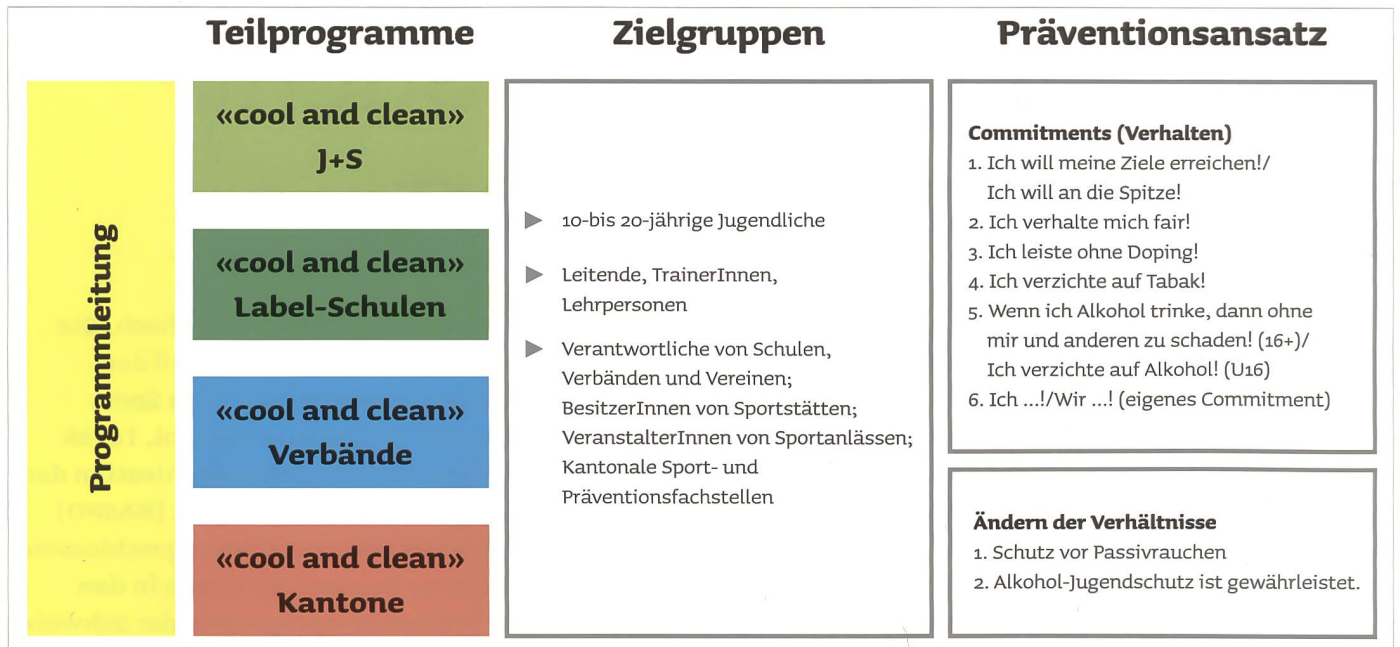 Teilprogramme
Zielgruppen
Präventionsansatz
Programmleitung
«cool and clean»
J+S
«cool and clean»
Label-Schulen
«cool and clean»
Verbände
«cool and clean»
Kantone
10-bis 20-jährige Jugendliche
Leitende, TrainerInnen,
Lehrpersonen
Verantwortliche von Schulen,
Verbänden und Vereinen;
BesitzerInnen von Sportstätten;
VeranstalterInnen von Sportanlässen;
Kantonale Sport- und
Präventionsfachstellen
Commitments (Verhalten)
1. Ich will meine Ziele erreichen!/
Ich will an die Spitze!
2. Ich verhalte mich fair!
3. Ich leiste ohne Doping!
4. Ich verzichte auf Tabak!
5. Wenn ich Alkohol trinke, dann ohne
mir und anderen zu schaden! (16+)/
Ich verzichte auf Alkohol! (U16)
6. Ich ...!/Wir ...! (eigenes Commitment)
Ändern der Verhältnisse
1. Schutz vor Passivrauchen
2. Alkohol-Jugendschutz ist gewährleistet.